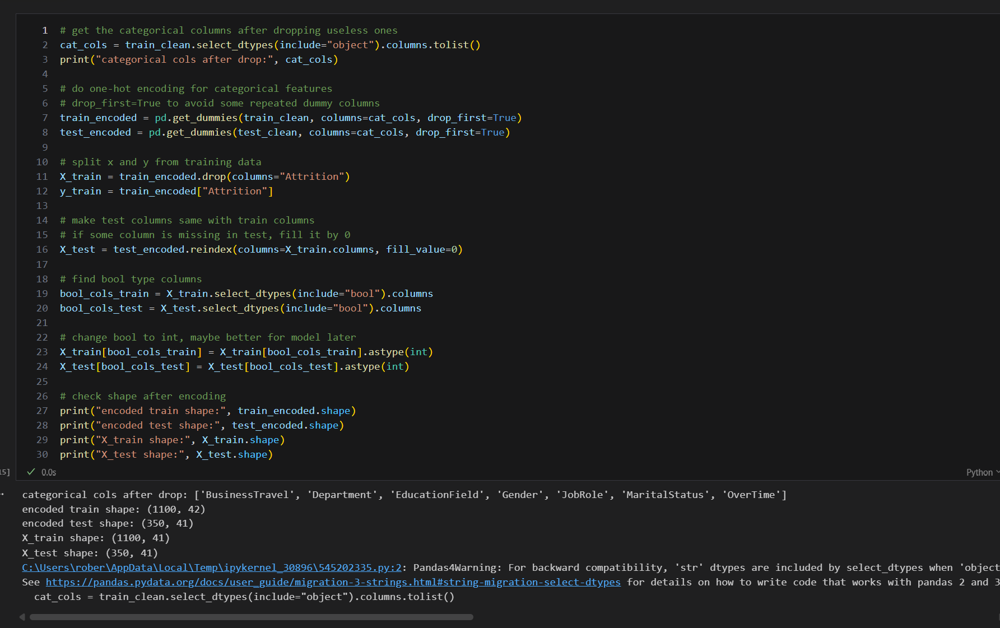 1 # get the categorical columns after dropping useless ones
2 cat_cols = train_clean.select_dtypes(include="object").columns.tolist()
3 print("categorical cols after drop:", cat_cols)
4
5 # do one-hot encoding for categorical features
6 # drop_first=True to avoid some repeated dummy columns
7 train_encoded = pd.get_dummies(train_clean, columns=cat_cols, drop_first=True)
8 test_encoded = pd.get_dummies(test_clean, columns=cat_cols, drop_first=True)
9
10 # split x and y from training data
11 X_train = train_encoded.drop(columns="Attrition")
12 y_train = train_encoded["Attrition"]
13
14 # make test columns same with train columns
15 # if some column is missing in test, fill it by 0
16 X_test = test_encoded.reindex(columns=X_train.columns, fill_value=0)
17
18 # find bool type columns
19 bool_cols_train = X_train.select_dtypes(include="bool").columns
20 bool_cols_test = X_test.select_dtypes(include="bool").columns
21
22 # change bool to int, maybe better for model later
23 X_train[bool_cols_train] = X_train[bool_cols_train].astype(int)
24 X_test[bool_cols_test] = X_test[bool_cols_test].astype(int)
25
26 # check shape after encoding
27 print("encoded train shape:", train_encoded.shape)
28 print("encoded test shape:", test_encoded.shape)
29 print("X_train shape:", X_train.shape)
30 print("X_test shape:", X_test.shape)
15] ✓ 0.0s Python
categorical cols after drop: ['BusinessTravel', 'Department', 'EducationField', 'Gender', 'JobRole', 'MaritalStatus', 'OverTime']
encoded train shape: (1100, 42)
encoded test shape: (350, 41)
X_train shape: (1100, 41)
X_test shape: (350, 41)
C:\Users\rober\AppData\Local\Temp\ipykernel_30896\545202335.py:2: Pandas4Warning: For backward compatibility, 'str' dtypes are included by select_dtypes when 'object
See https://pandas.pydata.org/docs/user_guide/migration-3-strings.html#string-migration-select-dtypes for details on how to write code that works with pandas 2 and 3
cat_cols = train_clean.select_dtypes(include="object").columns.tolist()